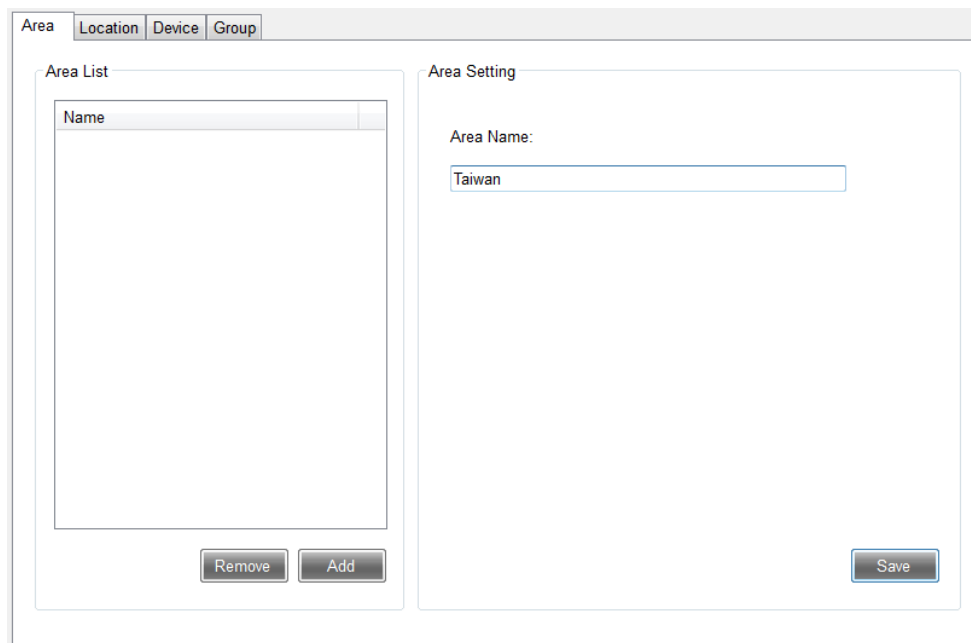 Area Location Device Group
Area List
Area Setting
Name
Area Name:
Taiwan
Remove Add
Save